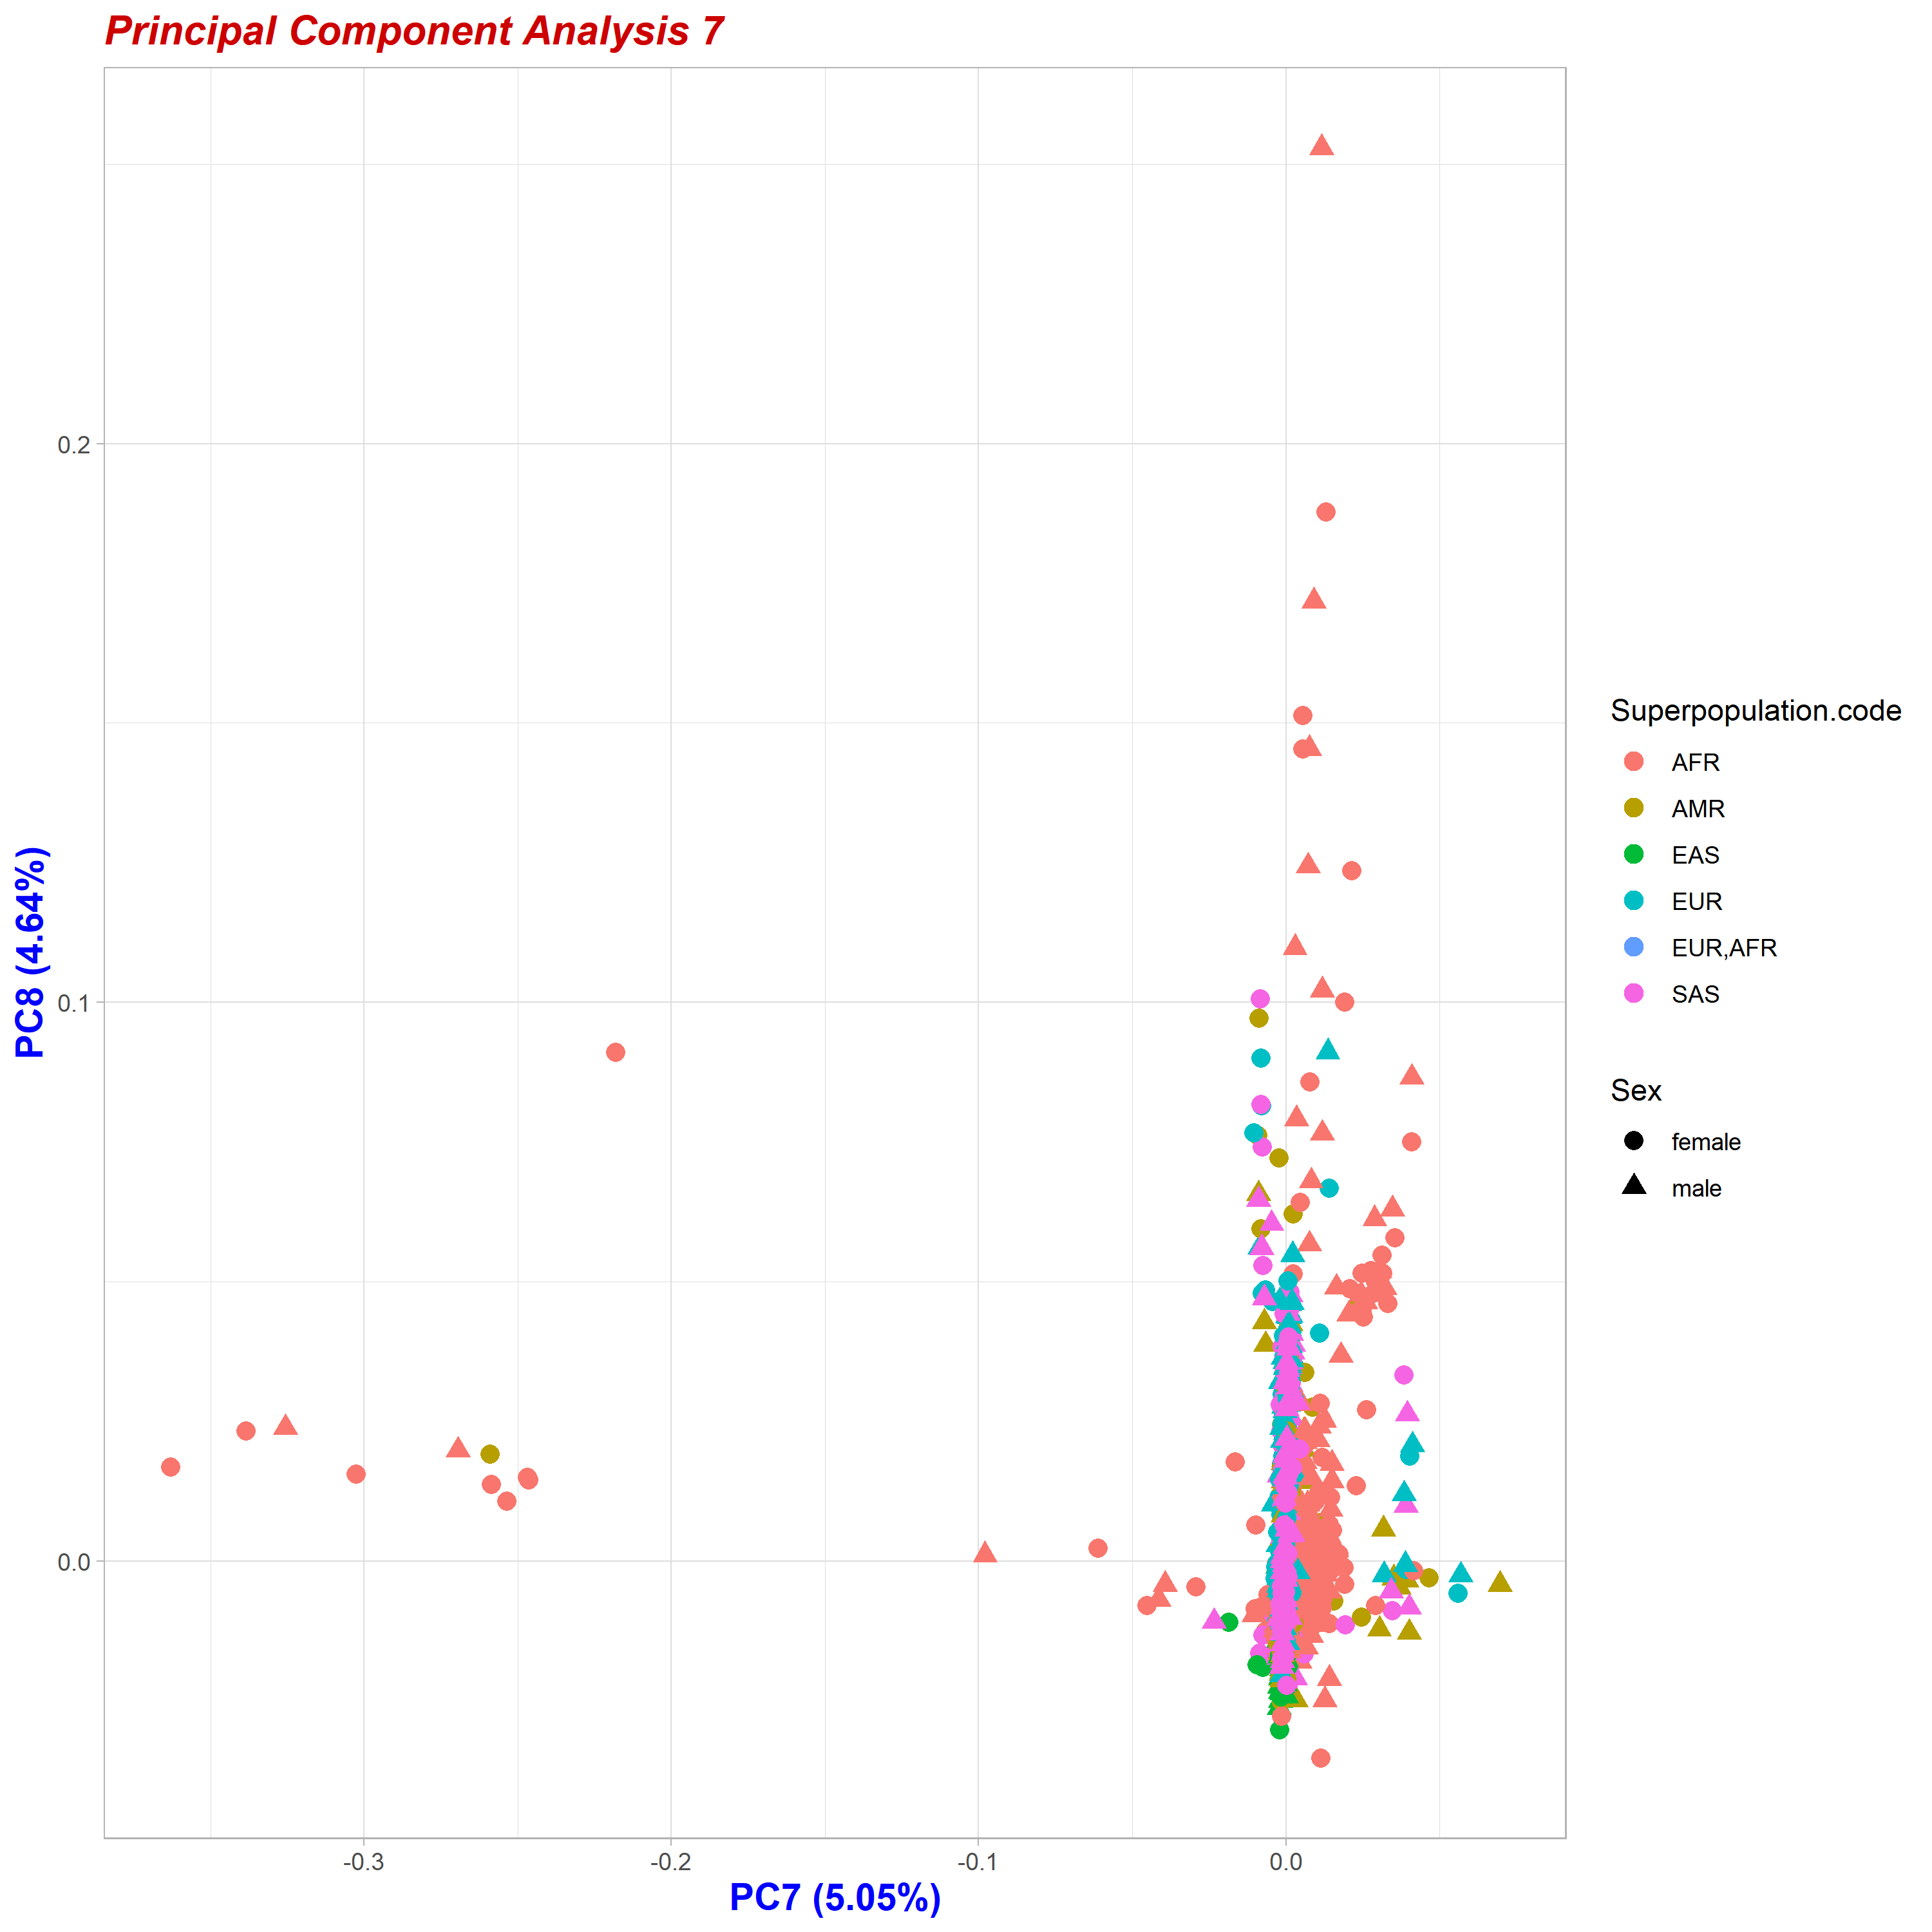 Principal Component Analysis 7
PC8 (4.64%)
0.2
0.1
0.0
-0.3
-0.2
-0.1
0.0
PC7 (5.05%)
Superpopulation.code
AFR
AMR
EAS
EUR
EUR,AFR
SAS
Sex
female
male